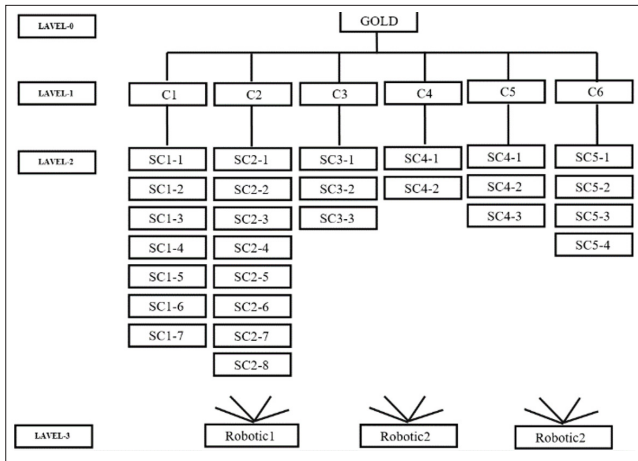 LAVEL-0
GOLD
LAVEL-1
C1 C2 C3 C4 C5 C6
LAVEL-2
SC1-1 SC2-1 SC3-1 SC4-1 SC4-1 SC5-1
SC1-2 SC2-2 SC3-2 SC4-2 SC4-2 SC5-2
SC1-3 SC2-3 SC3-3 SC4-3 SC5-3
SC1-4 SC2-4 SC5-4
SC1-5 SC2-5
SC1-6 SC2-6
SC1-7 SC2-7
SC2-8
LAVEL-3
Robotic1 Robotic2 Robotic2